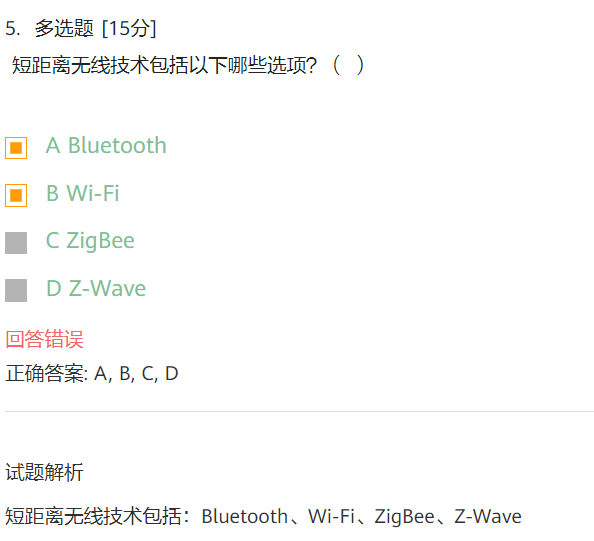 5. 多选题 [15分]
短距离无线技术包括以下哪些选项?（ ）
A Bluetooth
B Wi-Fi
C ZigBee
D Z-Wave
回答错误
正确答案: A, B, C, D
试题解析
短距离无线技术包括：Bluetooth、Wi-Fi、ZigBee、Z-Wave